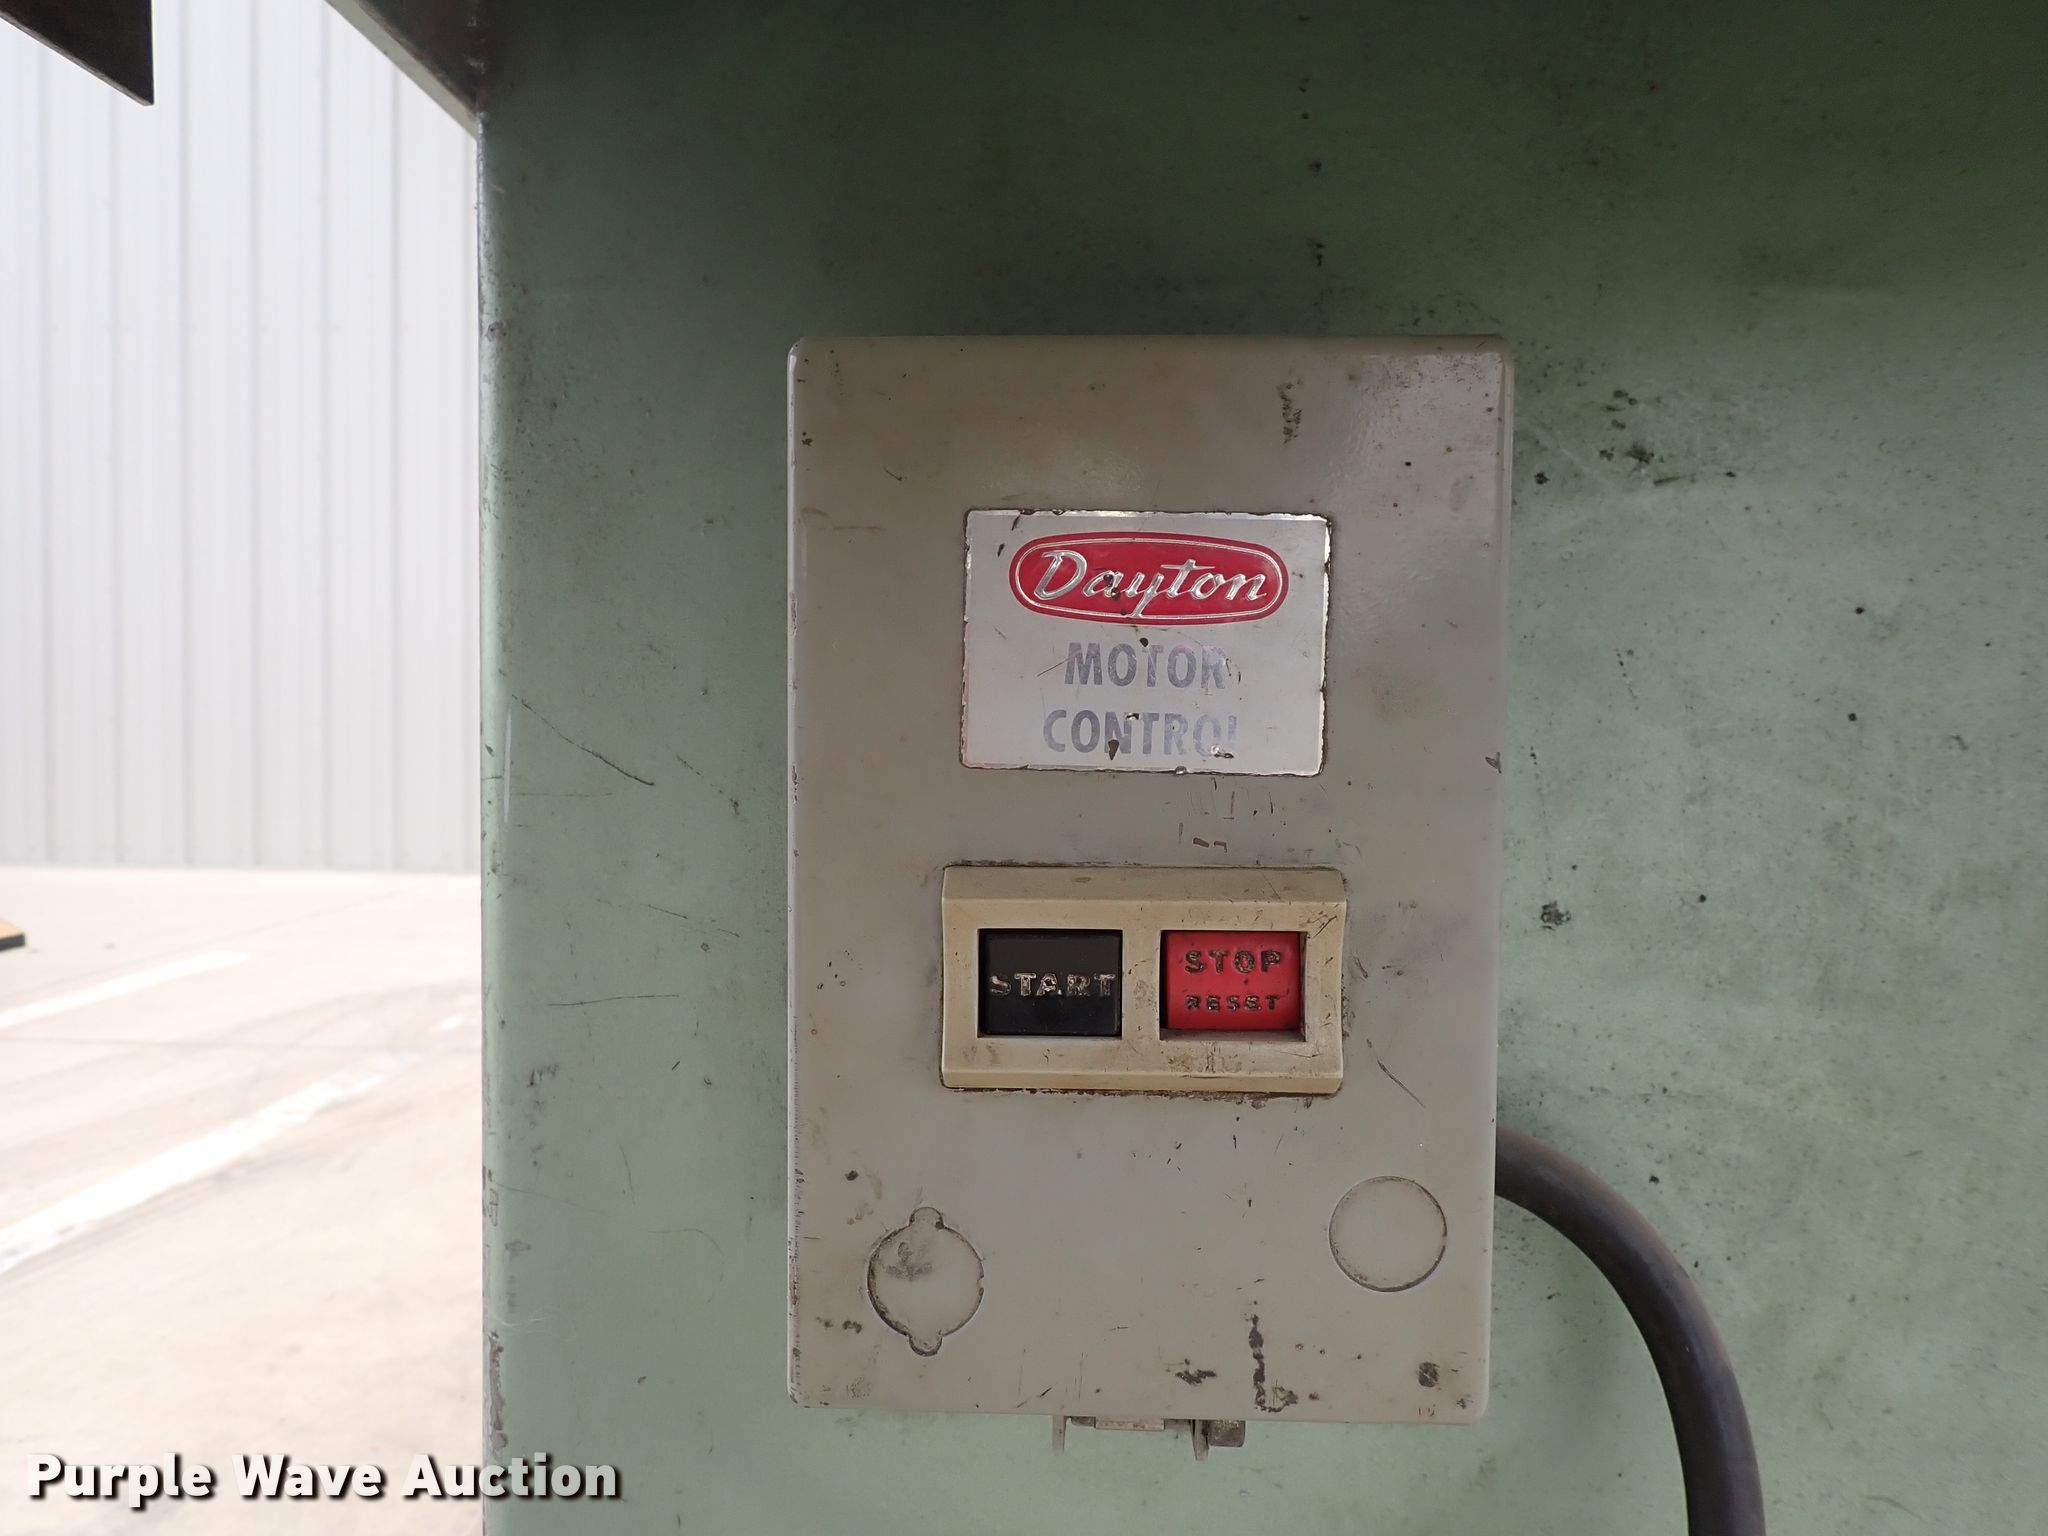 Dayton
MOTOR
CONTROL
START
STOP
RESET
Purple Wave Auction